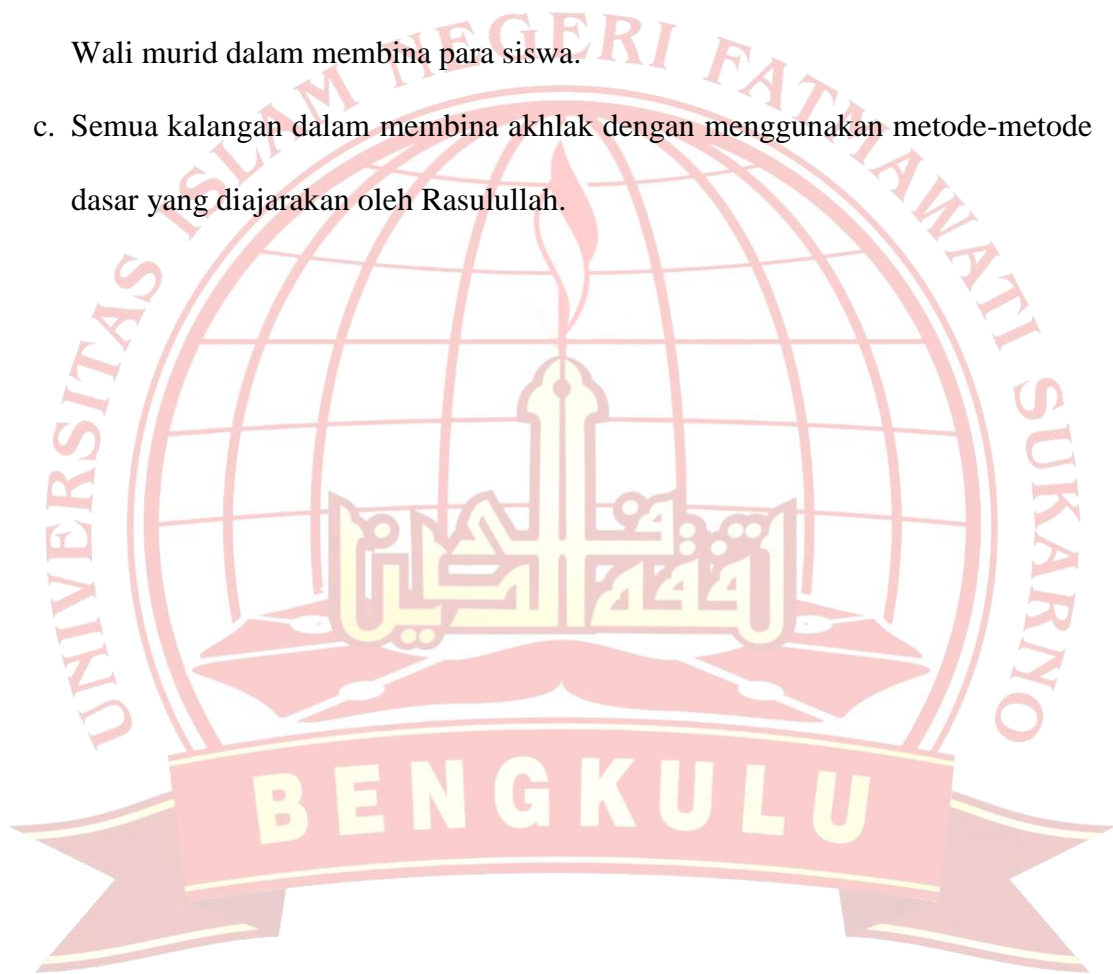 Wali murid dalam membina para siswa.
c. Semua kalangan dalam membina akhlak dengan menggunakan metode-metode
dasar yang diajarakan oleh Rasulullah.
UNIVERSITAS ISLAM NEGERI FATMAWATI SUKARNO
BENGKULU